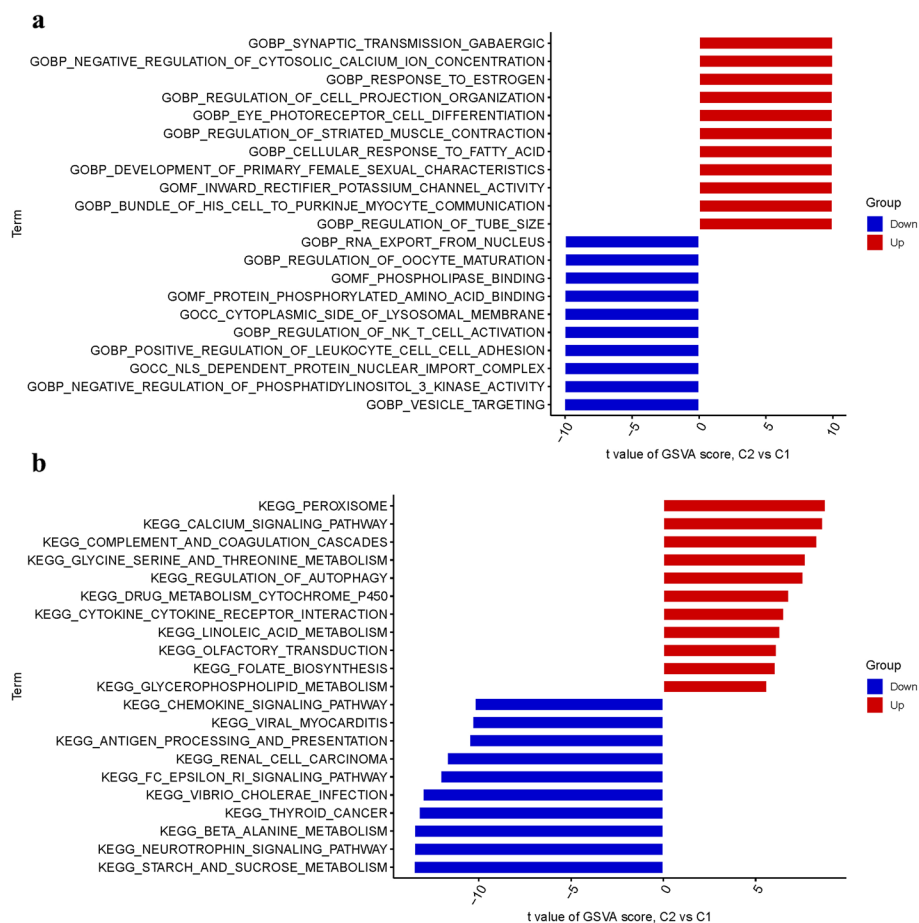 a
GOBP_SYNAPTIC_TRANSMISSION_GABAERGIC
GOBP_NEGATIVE_REGULATION_OF_CYTOSOLIC_CALCIUM_ION_CONCENTRATION
GOBP_RESPONSE_TO_ESTROGEN
GOBP_REGULATION_OF_CELL_PROJECTION_ORGANIZATION
GOBP_EYE_PHOTORECEPTOR_CELL_DIFFERENTIATION
GOBP_REGULATION_OF_STRIATED_MUSCLE_CONTRACTION
GOBP_CELLULAR_RESPONSE_TO_FATTY_ACID
GOBP_DEVELOPMENT_OF_PRIMARY_FEMALE_SEXUAL_CHARACTERISTICS
GOMF_INWARD_RECTIFIER_POTASSIUM_CHANNEL_ACTIVITY
GOBP_BUNDLE_OF_HIS_CELL_TO_PURKINJE_MYOCYTE_COMMUNICATION
GOBP_REGULATION_OF_TUBE_SIZE
GOBP_RNA_EXPORT_FROM_NUCLEUS
GOBP_REGULATION_OF_OOCYTE_MATURATION
GOMF_PHOSPHOLIPASE_BINDING
GOMF_PROTEIN_PHOSPHORYLATED_AMINO_ACID_BINDING
GOCC_CYTOPLASMIC_SIDE_OF_LYSOSOMAL_MEMBRANE
GOBP_REGULATION_OF_NK_T_CELL_ACTIVATION
GOBP_POSITIVE_REGULATION_OF_LEUKOCYTE_CELL_CELL_ADHESION
GOCC_NLS_DEPENDENT_PROTEIN_NUCLEAR_IMPORT_COMPLEX
GOBP_NEGATIVE_REGULATION_OF_PHOSPHATIDYLINOSITOL_3_KINASE_ACTIVITY
GOBP_VESICLE_TARGETING
Term
-10 -5 0 5 10
t value of GSVA score, C2 vs C1
Group
Down
Up
b
KEGG_PEROXISOME
KEGG_CALCIUM_SIGNALING_PATHWAY
KEGG_COMPLEMENT_AND_COAGULATION_CASCADES
KEGG_GLYCINE_SERINE_AND_THREONINE_METABOLISM
KEGG_REGULATION_OF_AUTOPHAGY
KEGG_DRUG_METABOLISM_CYTOCHROME_P450
KEGG_CYTOKINE_CYTOKINE_RECEPTOR_INTERACTION
KEGG_LINOLEIC_ACID_METABOLISM
KEGG_OLFACTORY_TRANSDUCTION
KEGG_FOLATE_BIOSYNTHESIS
KEGG_GLYCEROPHOSPHOLIPID_METABOLISM
KEGG_CHEMOKINE_SIGNALING_PATHWAY
KEGG_VIRAL_MYOCARDITIS
KEGG_ANTIGEN_PROCESSING_AND_PRESENTATION
KEGG_RENAL_CELL_CARCINOMA
KEGG_FC_EPSILON_RI_SIGNALING_PATHWAY
KEGG_VIBRIO_CHOLERAE_INFECTION
KEGG_THYROID_CANCER
KEGG_BETA_ALANINE_METABOLISM
KEGG_NEUROTROPHIN_SIGNALING_PATHWAY
KEGG_STARCH_AND_SUCROSE_METABOLISM
Term
-10 -5 0 5
t value of GSVA score, C2 vs C1
Group
Down
Up